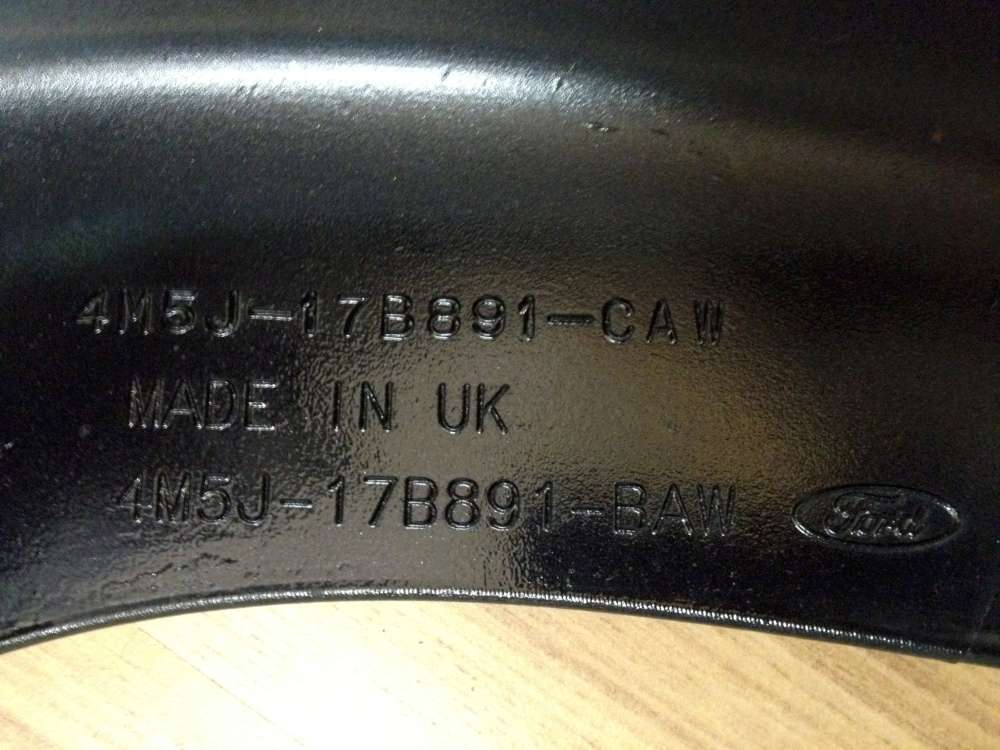 4M5J-17B891-CAW
MADE IN UK
4M5J-17B891-BAW
Ford